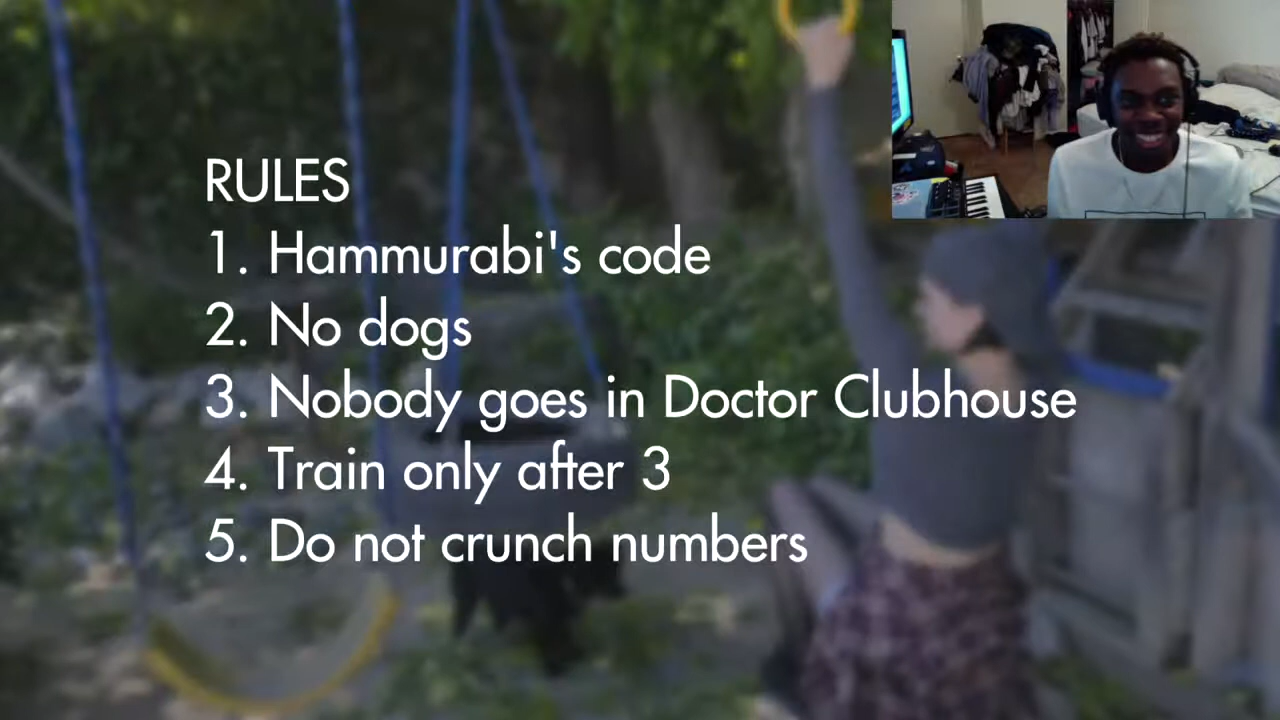 RULES
1. Hammurabi's code
2. No dogs
3. Nobody goes in Doctor Clubhouse
4. Train only after 3
5. Do not crunch numbers